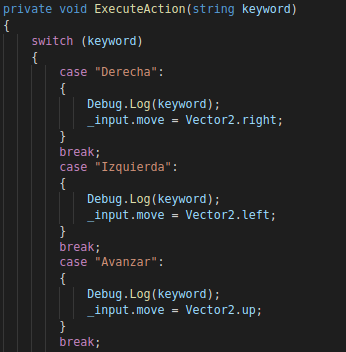 private void ExecuteAction(string keyword)
{
switch (keyword)
{
case "Derecha":
{
Debug.Log(keyword);
_input.move = Vector2.right;
}
break;
case "Izquierda":
{
Debug.Log(keyword);
_input.move = Vector2.left;
}
break;
case "Avanzar":
{
Debug.Log(keyword);
_input.move = Vector2.up;
}
break;